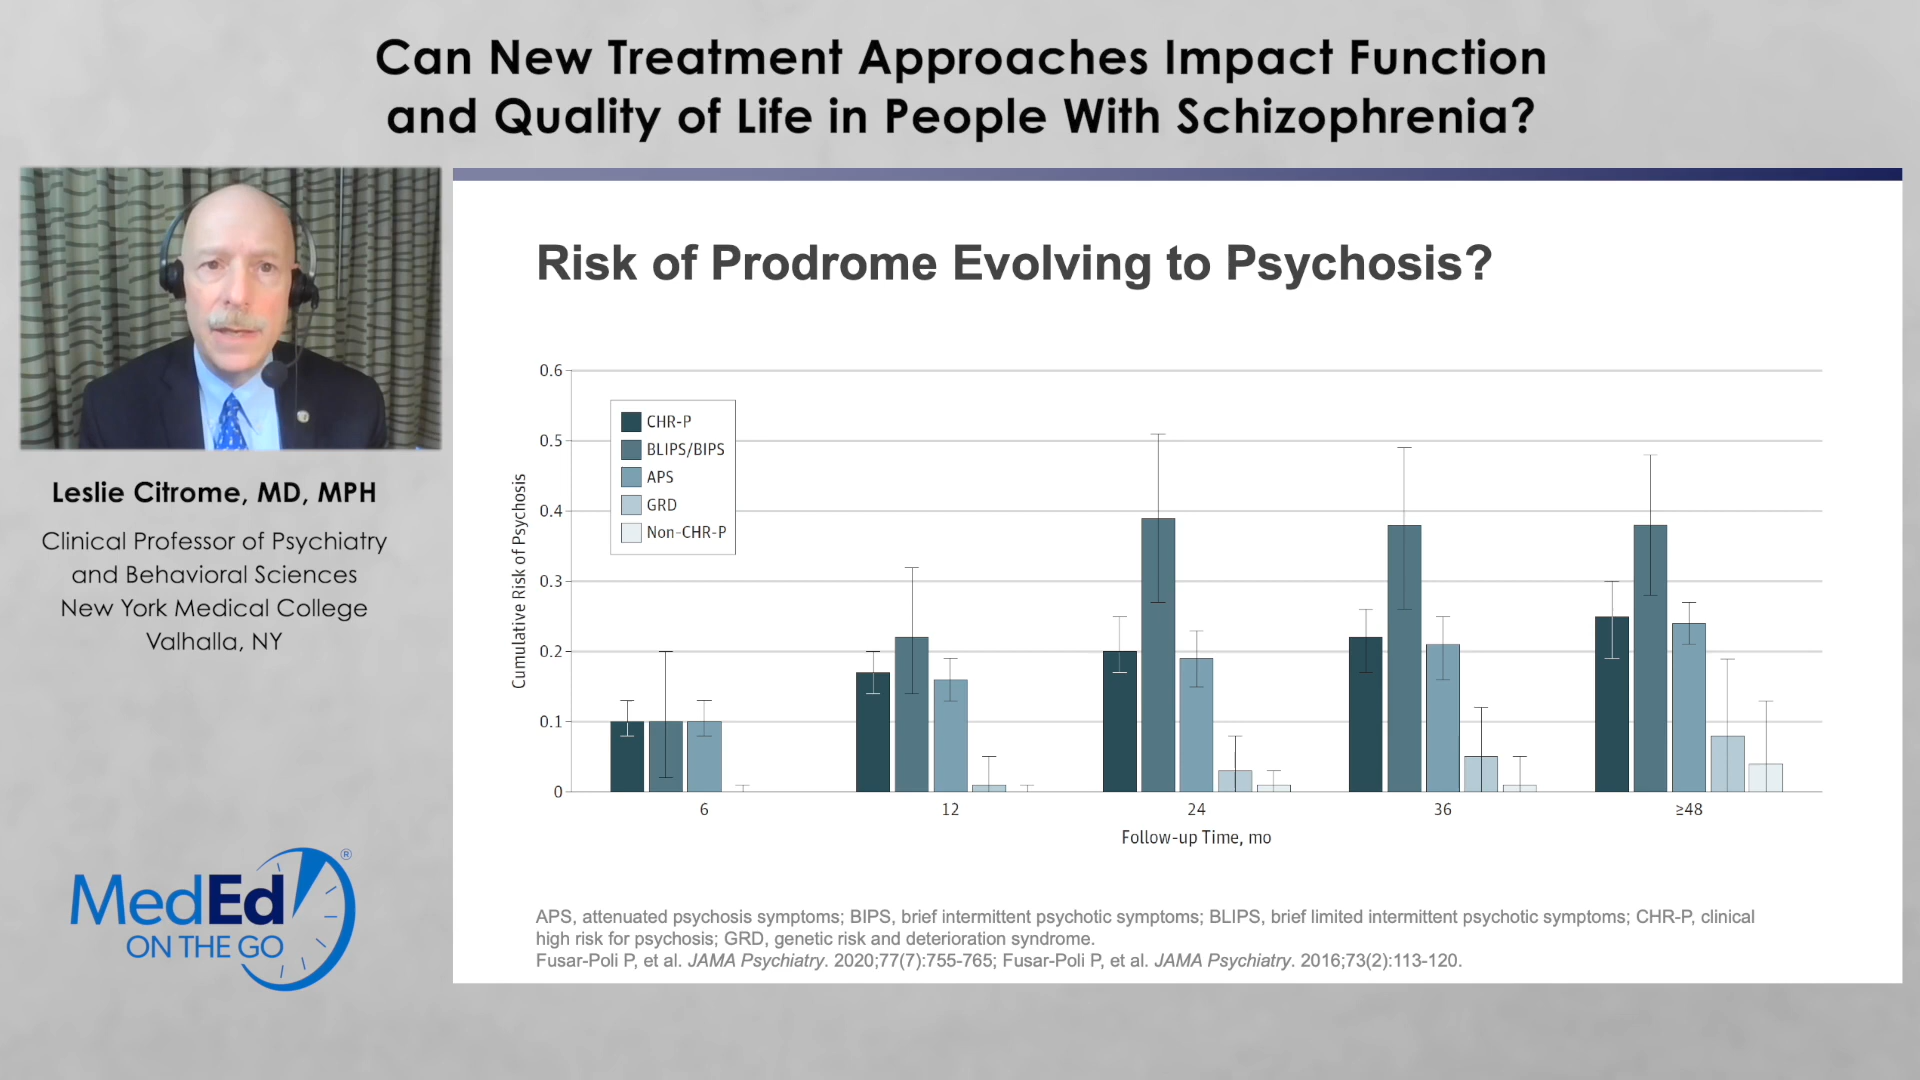 Can New Treatment Approaches Impact Function
and Quality of Life in People With Schizophrenia?
Leslie Citrome, MD, MPH
Clinical Professor of Psychiatry
and Behavioral Sciences
New York Medical College
Valhalla, NY
MedEd®
ON THE GO
Risk of Prodrome Evolving to Psychosis?
Cumulative Risk of Psychosis
0.6
0.5
0.4
0.3
0.2
0.1
0
CHR-P
BLIPS/BIPS
APS
GRD
Non-CHR-P
6 12 24 36 ≥48
Follow-up Time, mo
APS, attenuated psychosis symptoms; BIPS, brief intermittent psychotic symptoms; BLIPS, brief limited intermittent psychotic symptoms; CHR-P, clinical
high risk for psychosis; GRD, genetic risk and deterioration syndrome.
Fusar-Poli P, et al. JAMA Psychiatry. 2020;77(7):755-765; Fusar-Poli P, et al. JAMA Psychiatry. 2016;73(2):113-120.